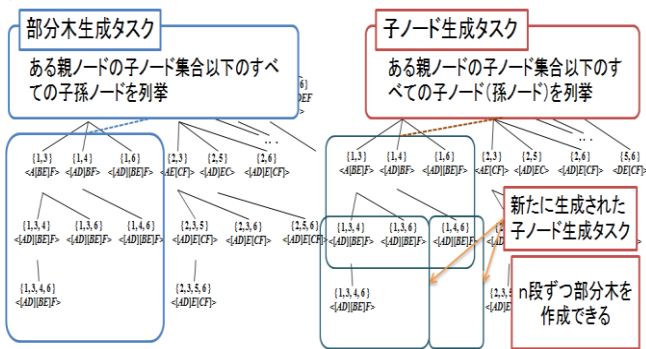 部分木生成タスク
ある親ノードの子ノード集合以下のすべ
ての子孫ノードを列挙
,6}
DEF
>
...
{1,3}
{1,4}
{1,6}
{2,3}
{2,5}
{2,6}
<A[BE]F>
<[AD]BF>
<[AD]BE]F>
<AE[CF]>
<[AD]EC>
<[AD]E[CF]>
{1,3,4}
{1,3,6}
{1,4,6}
{2,3,5}
{2,3,6}
{2,5,6}
<[AD][BE]F>
<[AD][BE]F>
<[AD][BE]F>
<[AD]E[CF]>
<[AD]E[CF]>
<[AD]E[CF]>
{1,3,4,6}
<[AD][BE]F>
{2,3,5,6}
<[AD]E[CF]>
子ノード生成タスク
ある親ノードの子ノード集合以下のす
べての子ノード(孫ノード)を列挙
...
{1,3}
{1,4}
{1,6}
{2,3}
{2,5}
{2,6}
{5,6}
<A[BE]F>
<[AD]BF>
<[AD][BE]F>
<AE[CF]>
<[AD]EC>
<[AD]E[CF]>
<DE[CF]>
{1,3,4}
{1,3,6}
{1,4,6}
<[AD][BE]F>
<[AD][BE]F>
<[AD][BE]F>
{1,3,4,6}
<[AD][BE]F>
{2,3,5
<[AD]E
新たに生成された
子ノード生成タスク
n段ずつ部分木を
作成できる